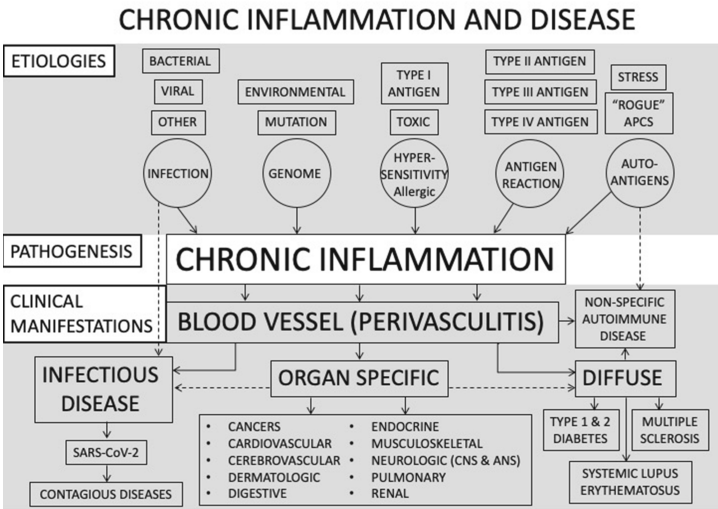 CHRONIC INFLAMMATION AND DISEASE
ETIOLOGIES
BACTERIAL
VIRAL
OTHER
INFECTION
ENVIRONMENTAL
MUTATION
GENOME
TYPE I
ANTIGEN
TOXIC
HYPER-
SENSITIVITY
Allergic
TYPE II ANTIGEN
TYPE III ANTIGEN
TYPE IV ANTIGEN
ANTIGEN
REACTION
STRESS
“ROGUE”
APCS
AUTO-
ANTIGENS
PATHOGENESIS
CHRONIC INFLAMMATION
CLINICAL
MANIFESTATIONS
BLOOD VESSEL (PERIVASCULITIS)
NON-SPECIFIC
AUTOIMMUNE
DISEASE
INFECTIOUS
DISEASE
SARS-CoV-2
CONTAGIOUS DISEASES
ORGAN SPECIFIC
• CANCERS
• CARDIOVASCULAR
• CEREBROVASCULAR
• DERMATOLOGIC
• DIGESTIVE
• ENDOCRINE
• MUSCULOSKELETAL
• NEUROLOGIC (CNS & ANS)
• PULMONARY
• RENAL
DIFFUSE
TYPE 1 & 2
DIABETES
MULTIPLE
SCLEROSIS
SYSTEMIC LUPUS
ERYTHEMATOSUS